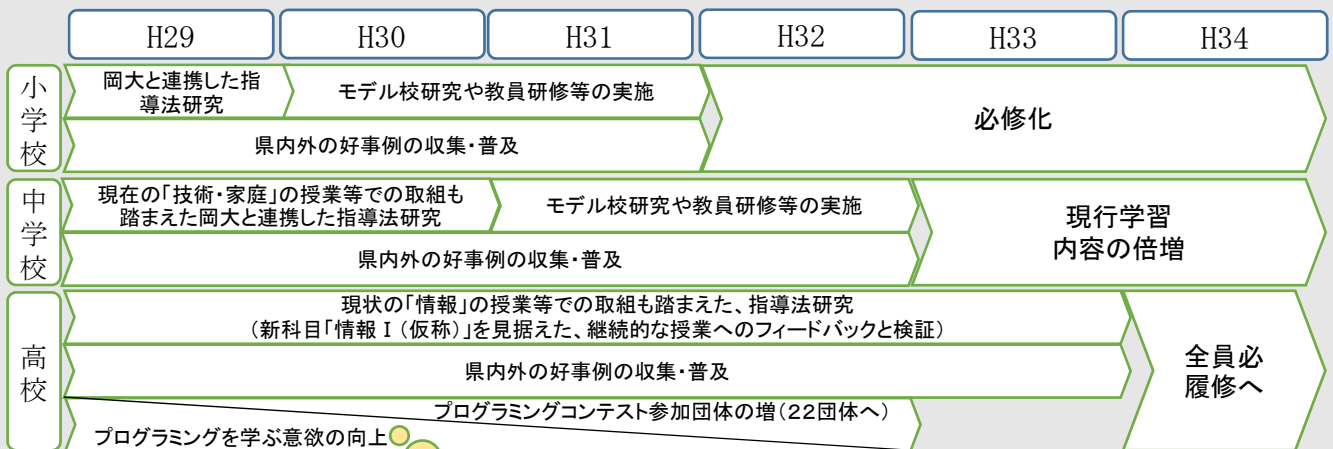 H29 H30 H31 H32 H33 H34
小学校
岡大と連携した指
導法研究
モデル校研究や教員研修等の実施
県内外の好事例の収集・普及
必修化
中学校
現在の「技術・家庭」の授業等での取組も
踏まえた岡大と連携した指導法研究
モデル校研究や教員研修等の実施
県内外の好事例の収集・普及
現行学習
内容の倍増
高校
現状の「情報」の授業等での取組も踏まえた、指導法研究
(新科目「情報Ⅰ(仮称)」を見据えた、継続的な授業へのフィードバックと検証)
県内外の好事例の収集・普及
全員必
履修へ
プログラミングコンテスト参加団体の増(22団体へ)
プログラミングを学ぶ意欲の向上